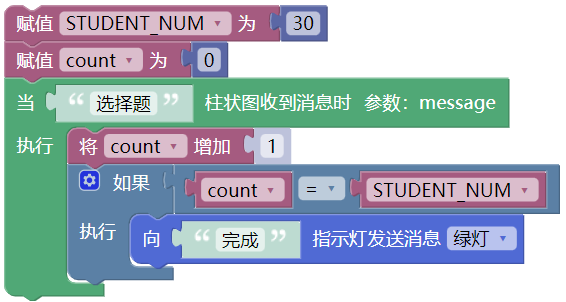 赋值 STUDENT_NUM 为 30
赋值 count 为 0
当 “ 选择题 ” 柱状图收到消息时 参数：message
执行 将 count 增加 1
如果 count = STUDENT_NUM
执行 向 “ 完成 ” 指示灯发送消息 绿灯